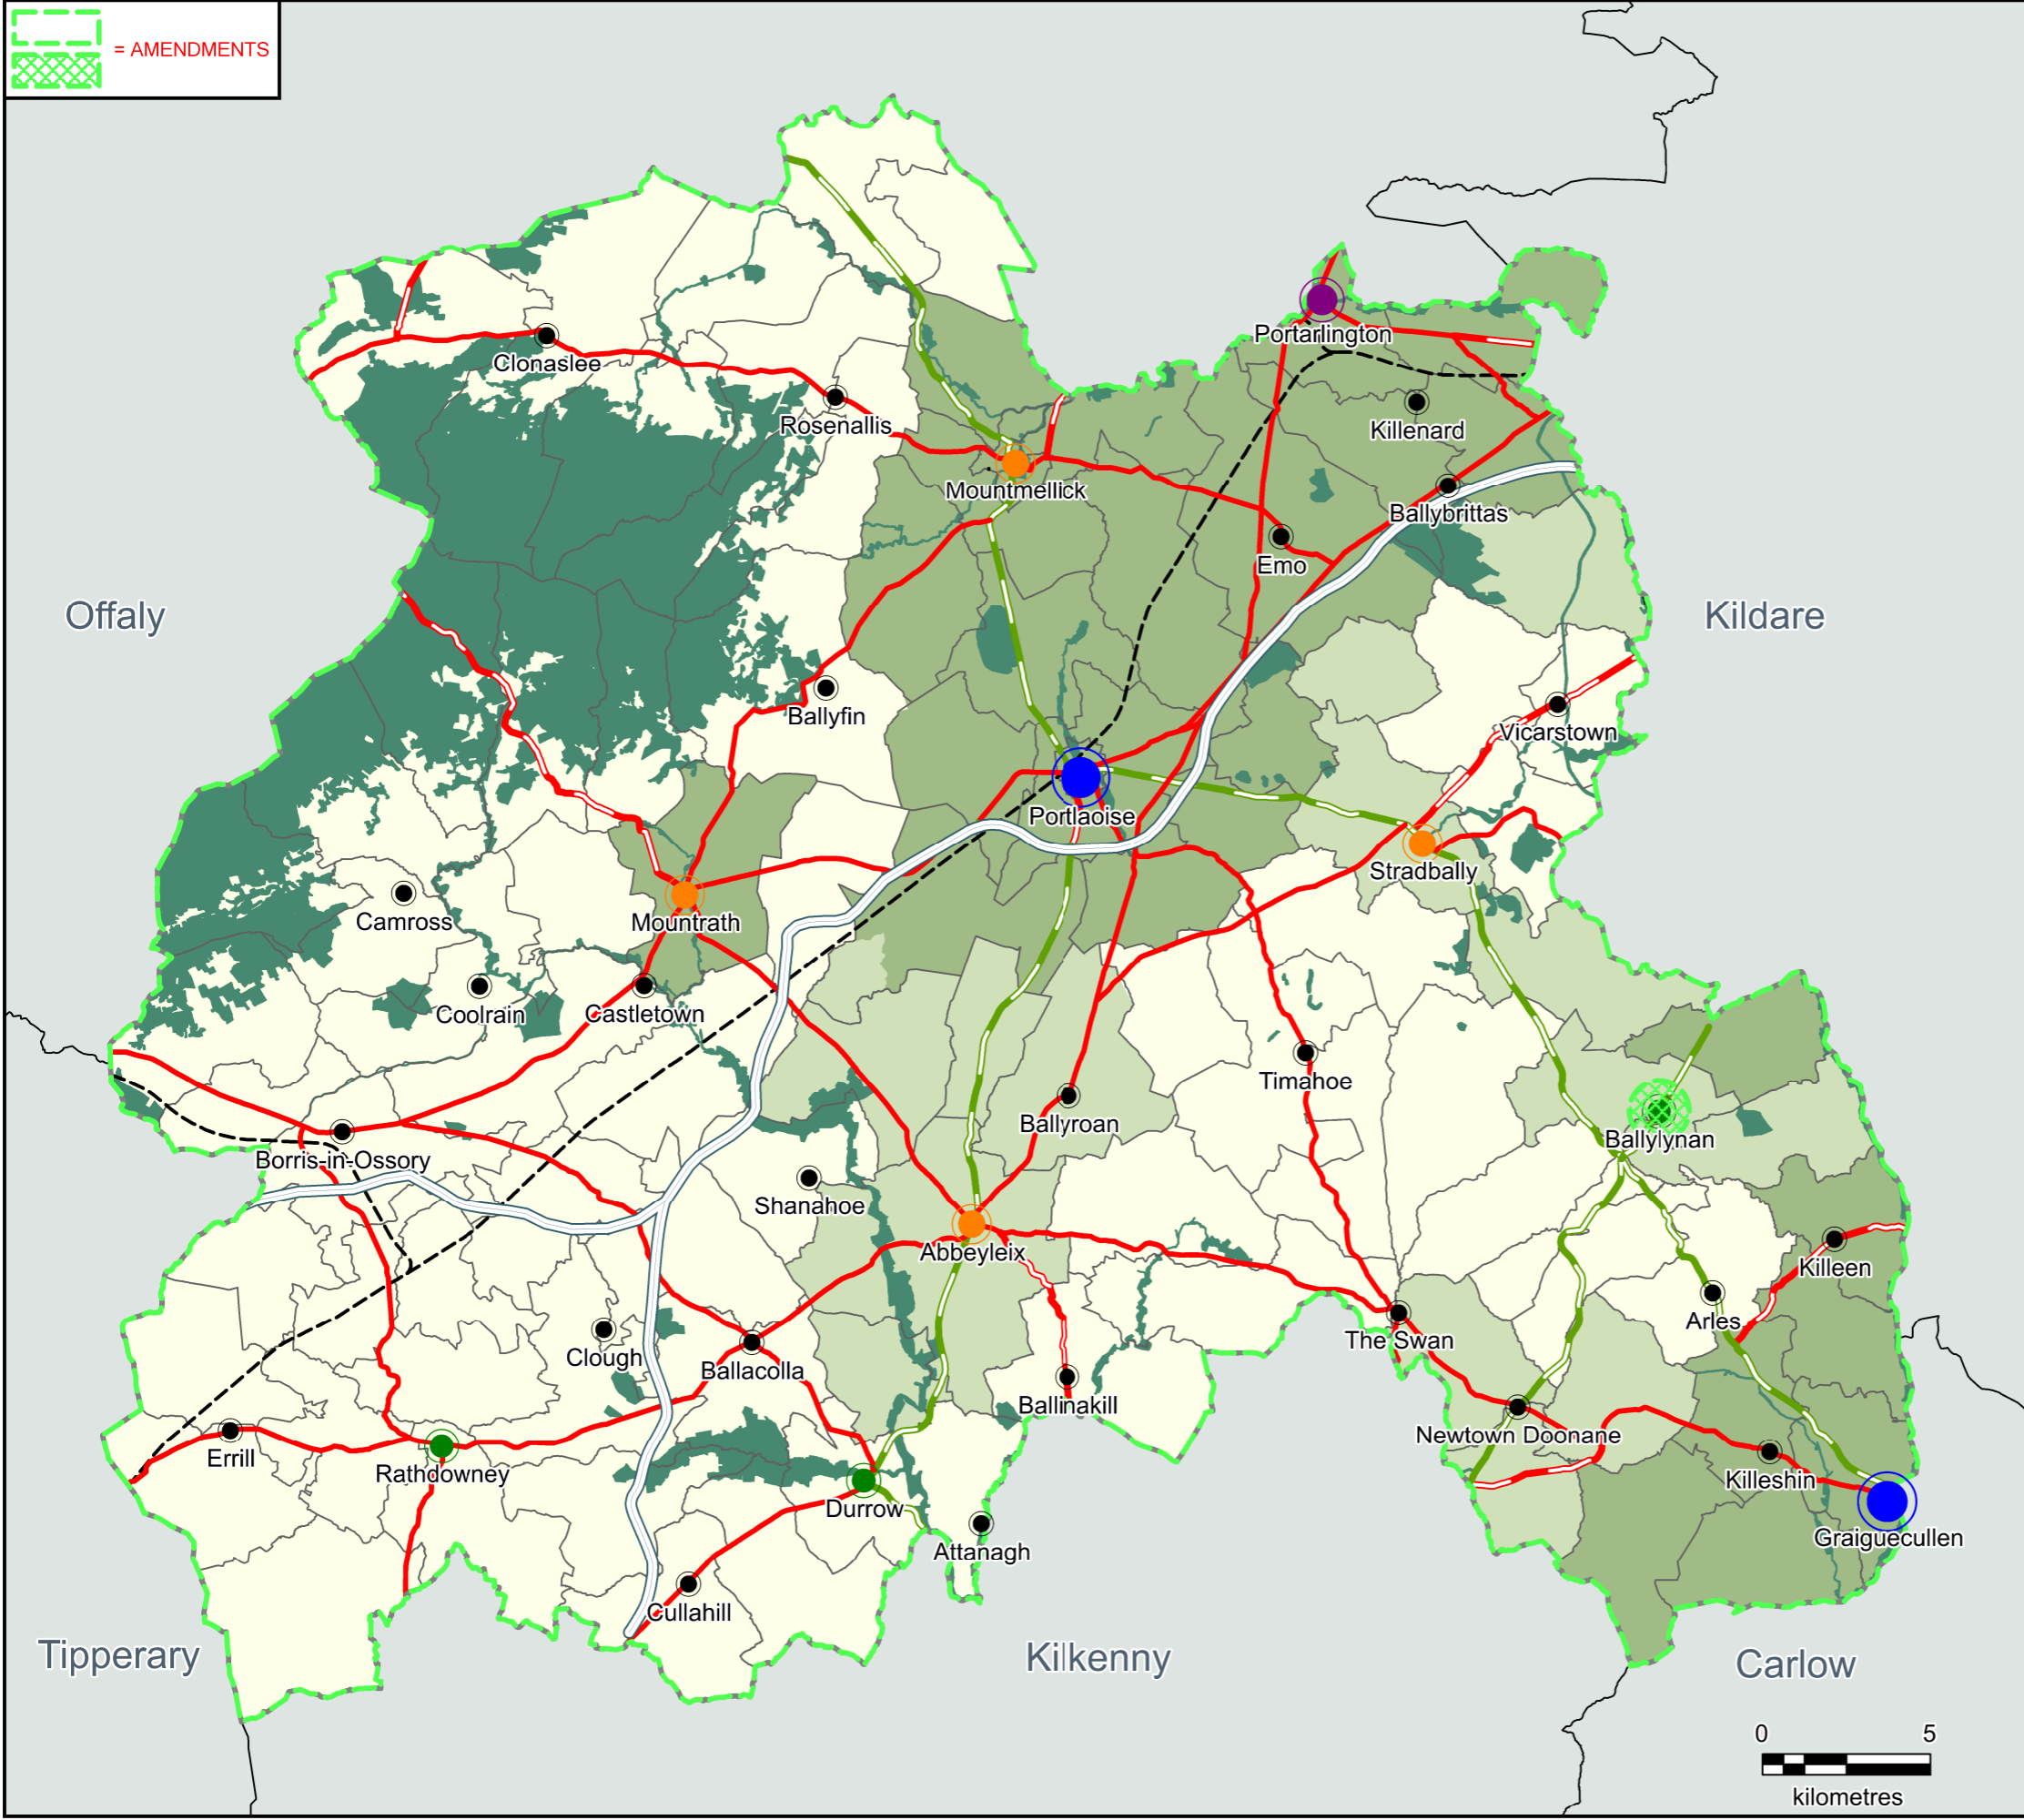 = AMENDMENTS
Portarlington
Clonaslee
Killenard
Rosenallis
Mountmellick
Ballybrittas
Emo
Offaly
Kildare
Ballyfin
Vicarstown
Portlaoise
Stradbally
Camross
Mountrath
Coolrain
Castletown
Timahoe
Ballyroan
Ballylynan
Borris-in-Ossory
Shanahoe
Abbeyleix
Killeen
Arles
The Swan
Clough
Ballacolla
Ballinakill
Newtown Doonane
Errill
Rathdowney
Killeshin
Durrow
Graiguecullen
Attanagh
Cullahill
Tipperary
Kilkenny
Carlow
0 5
kilometres